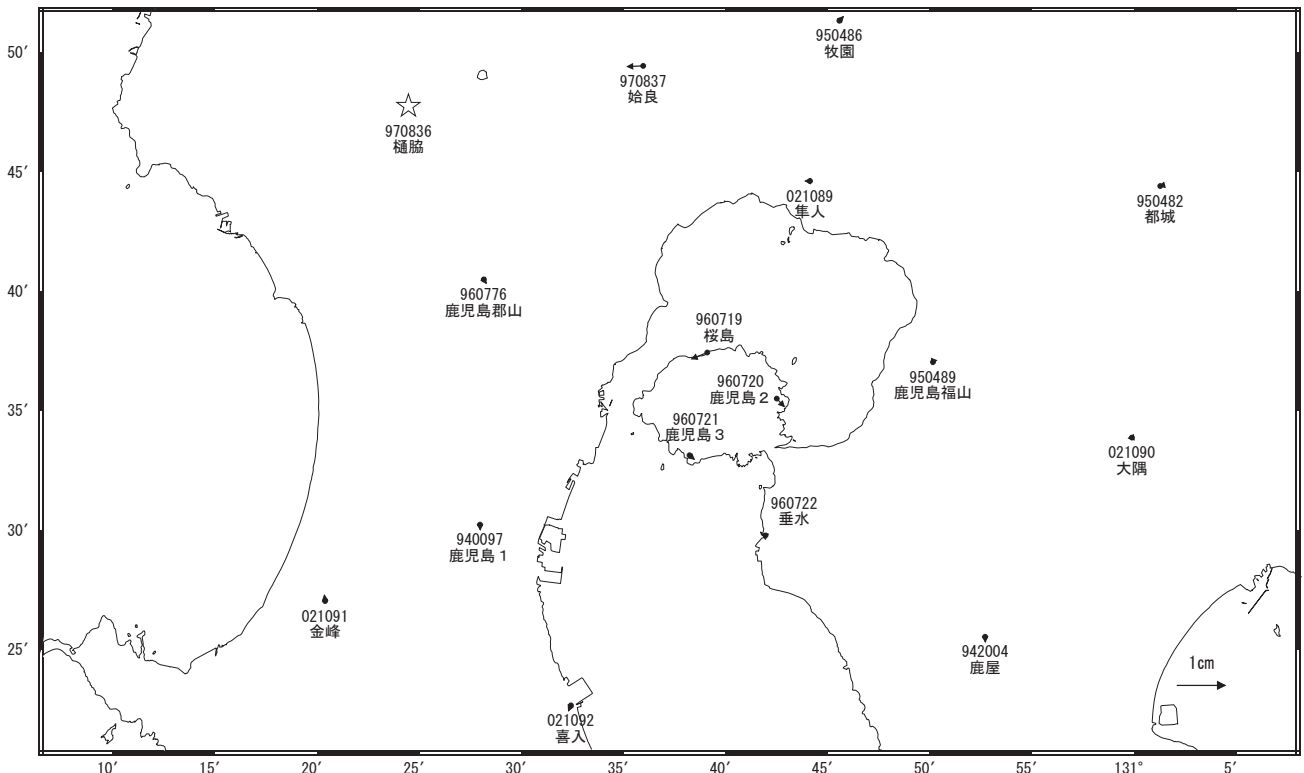 950486
牧園
50′
970837
姶良
970836
樋脇
45′
021089
隼人
950482
都城
40′
960776
鹿児島郡山
960719
桜島
960720
鹿児島２
950489
鹿児島福山
35′
960721
鹿児島３
021090
大隅
960722
垂水
30′
940097
鹿児島１
021091
金峰
25′
942004
鹿屋
1cm
021092
喜入
10′ 15′ 20′ 25′ 30′ 35′ 40′ 45′ 50′ 55′ 131° 5′